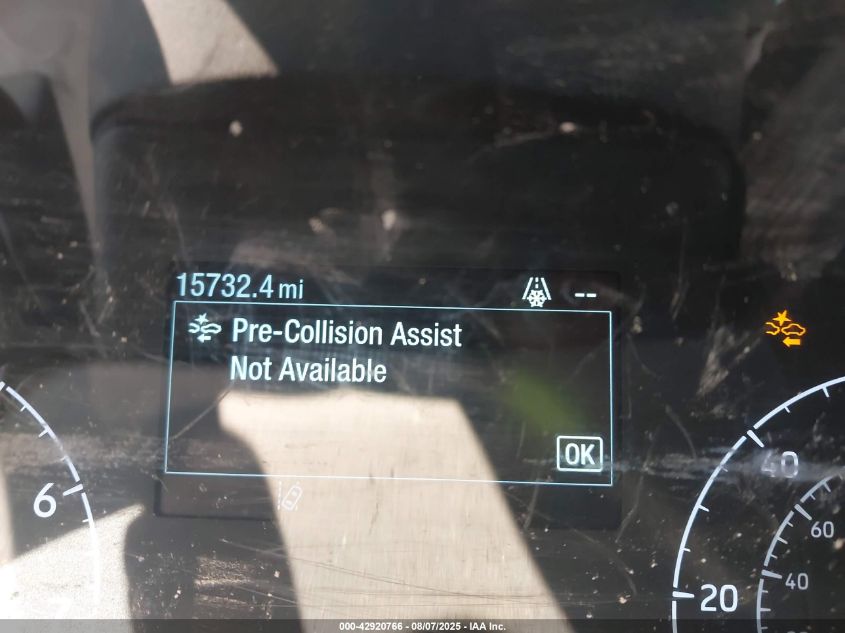 15732.4 mi --
Pre-Collision Assist
Not Available
OK
6
40
20
60
40
000-42920766 - 08/07/2025 - IAA Inc.